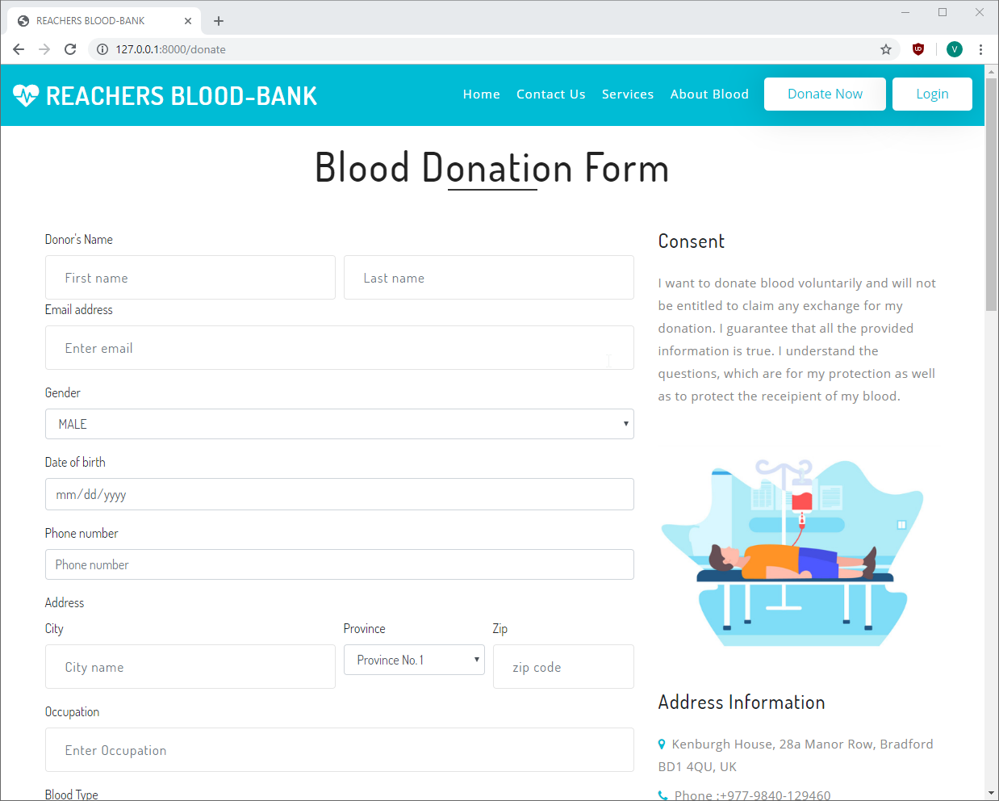 REACHERS BLOOD-BANK
127.0.0.1:8000/donate
V
REACHERS BLOOD-BANK
Home Contact Us Services About Blood Donate Now Login
Blood Donation Form
Donor's Name
First name Last name
Email address
Enter email
Gender
MALE
Date of birth
mm/dd/yyyy
Phone number
Phone number
Address
City Province Zip
City name Province No. 1 zip code
Occupation
Enter Occupation
Blood Type
Consent
I want to donate blood voluntarily and will not
be entitled to claim any exchange for my
donation. I guarantee that all the provided
information is true. I understand the
questions, which are for my protection as well
as to protect the receipient of my blood.
Address Information
Kenburgh House, 28a Manor Row, Bradford
BD1 4QU, UK
Phone :+977-9840-129460